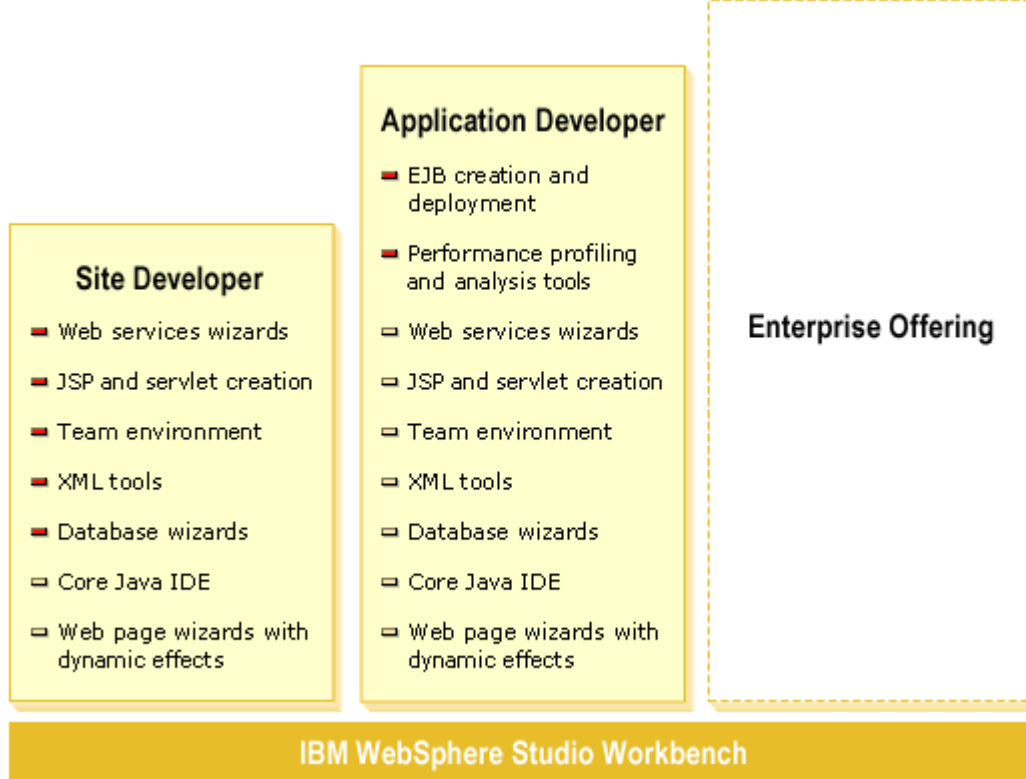 Site Developer
Web services wizards
JSP and servlet creation
Team environment
XML tools
Database wizards
Core Java IDE
Web page wizards with
dynamic effects
Application Developer
EJB creation and
deployment
Performance profiling
and analysis tools
Web services wizards
JSP and servlet creation
Team environment
XML tools
Database wizards
Core Java IDE
Web page wizards with
dynamic effects
Enterprise Offering
IBM WebSphere Studio Workbench